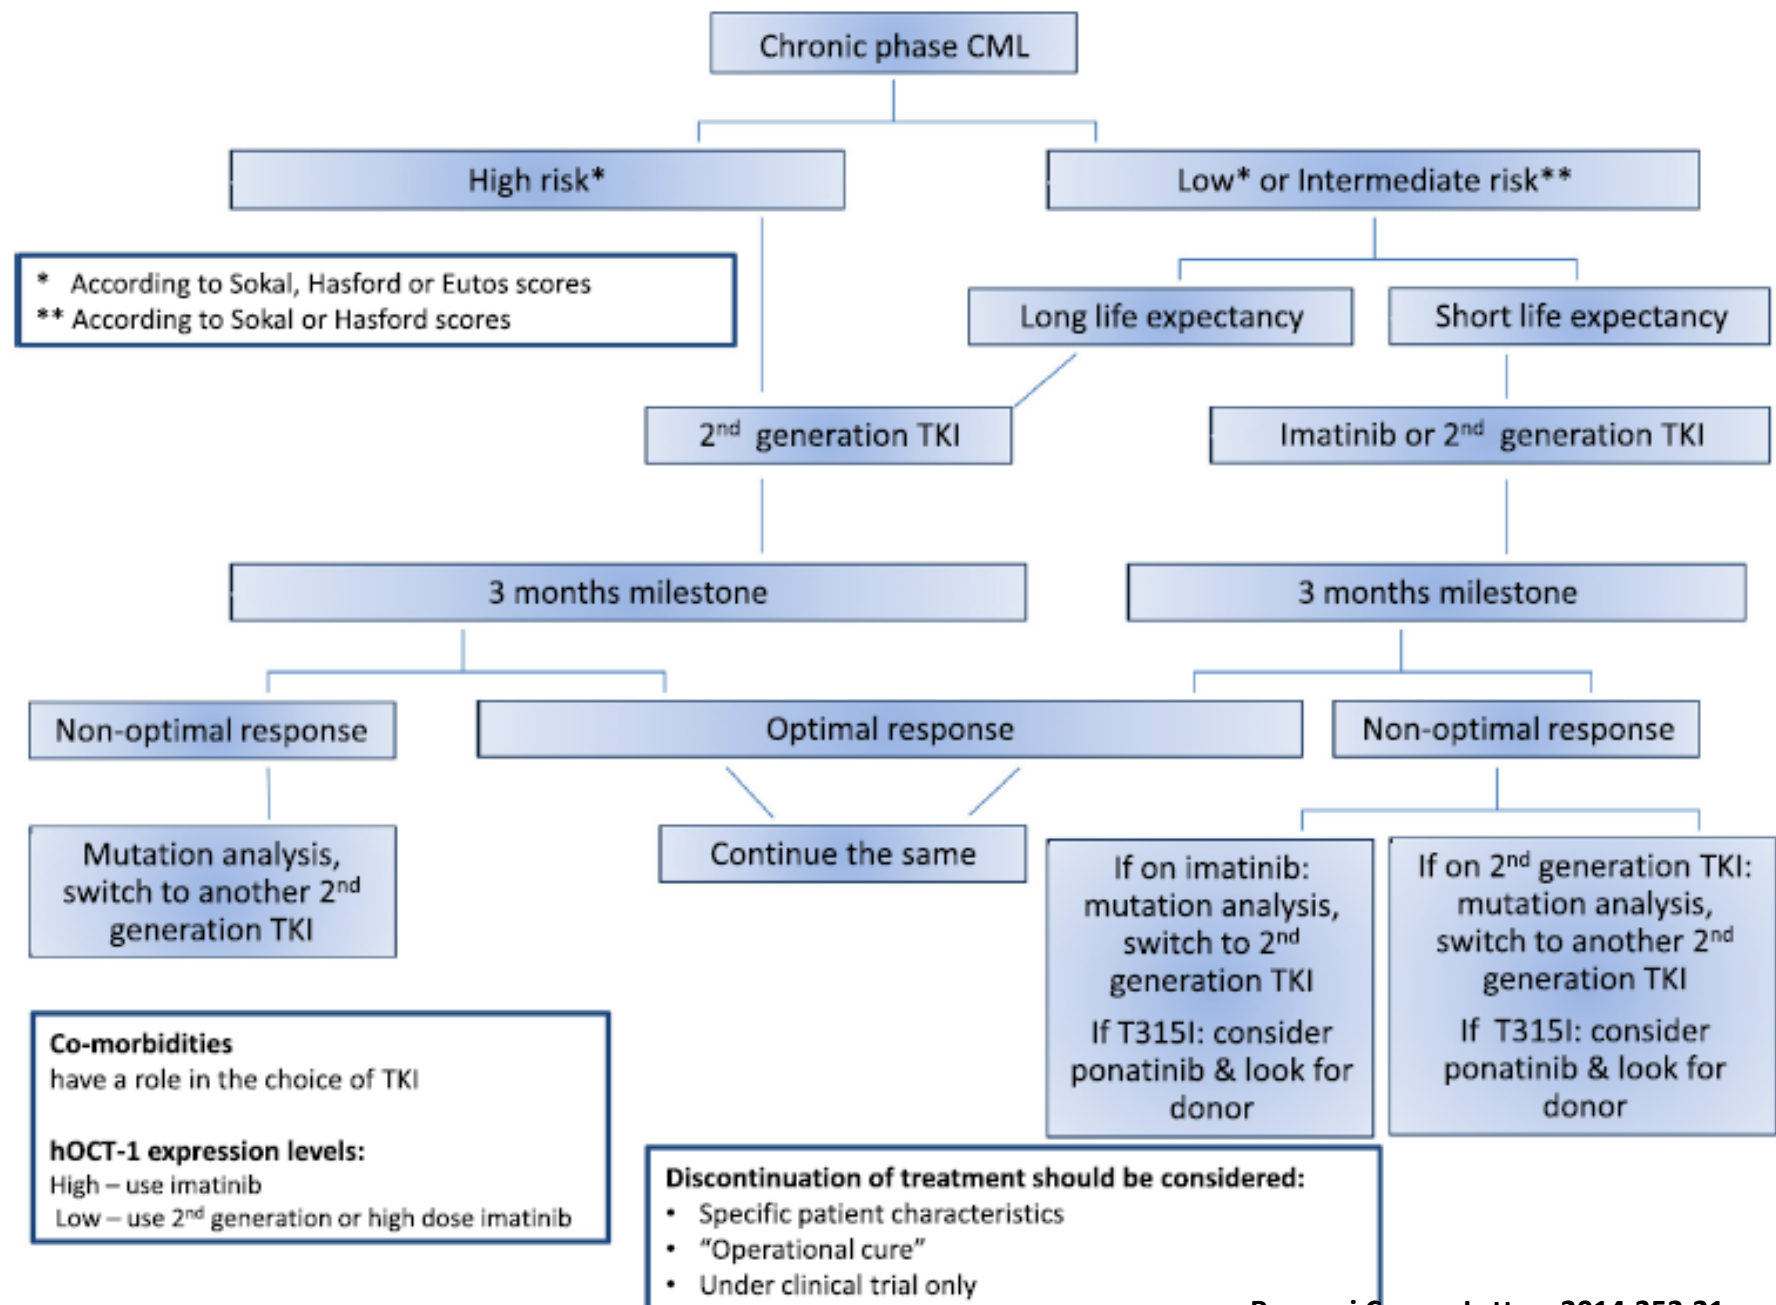 Chronic phase CML
High risk*
Low* or Intermediate risk**
* According to Sokal, Hasford or Eutos scores
** According to Sokal or Hasford scores
Long life expectancy
Short life expectancy
2nd generation TKI
Imatinib or 2nd generation TKI
3 months milestone
3 months milestone
Non-optimal response
Optimal response
Non-optimal response
Mutation analysis,
switch to another 2nd
generation TKI
Continue the same
If on imatinib:
mutation analysis,
switch to 2nd
generation TKI
If T315I: consider
ponatinib & look for
donor
If on 2nd generation TKI:
mutation analysis,
switch to another 2nd
generation TKI
If T315I: consider
ponatinib & look for
donor
Co-morbidities
have a role in the choice of TKI
hOCT-1 expression levels:
High – use imatinib
Low – use 2nd generation or high dose imatinib
Discontinuation of treatment should be considered:
• Specific patient characteristics
• “Operational cure”
• Under clinical trial only